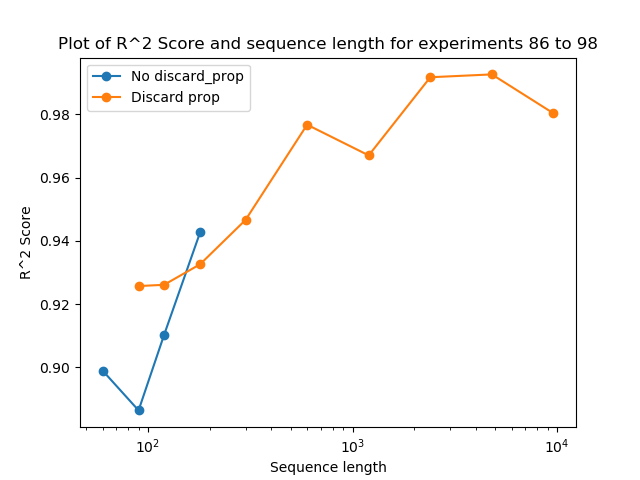 Plot of R^2 Score and sequence length for experiments 86 to 98
No discard_prop
Discard prop
0.98
0.96
0.94
0.92
0.90
R^2 Score
10^2
10^3
10^4
Sequence length